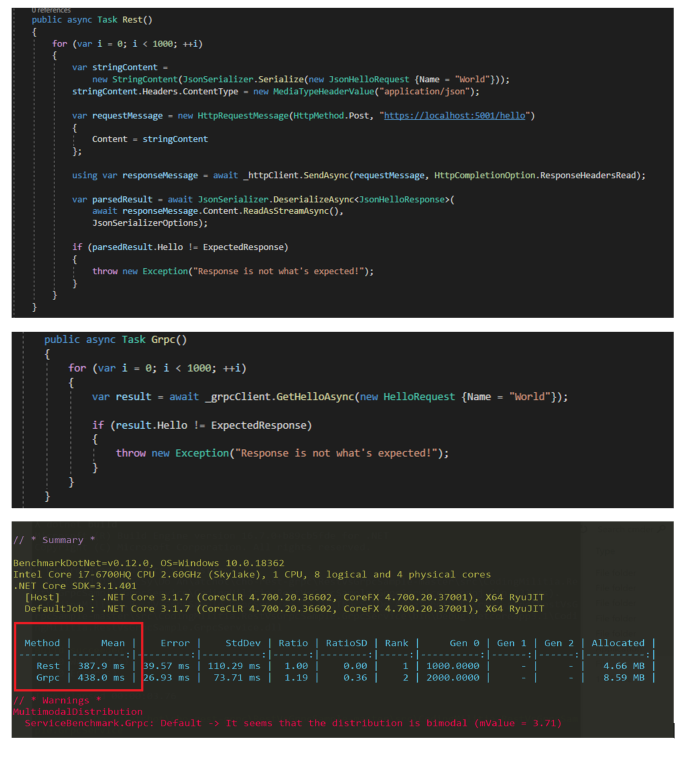 0 references
public async Task Rest()
{
for (var i = 0; i < 1000; ++i)
{
var stringContent =
new StringContent(JsonSerializer.Serialize(new JsonHelloRequest {Name = "World"}));
stringContent.Headers.ContentType = new MediaTypeHeaderValue("application/json");
var requestMessage = new HttpRequestMessage(HttpMethod.Post, "https://localhost:5001/hello")
{
Content = stringContent
};
using var responseMessage = await _httpClient.SendAsync(requestMessage, HttpCompletionOption.ResponseHeadersRead);
var parsedResult = await JsonSerializer.DeserializeAsync<JsonHelloResponse>(
await responseMessage.Content.ReadAsStreamAsync(),
JsonSerializerOptions);
if (parsedResult.Hello != ExpectedResponse)
{
throw new Exception("Response is not what's expected!");
}
}
}
public async Task Grpc()
{
for (var i = 0; i < 1000; ++i)
{
var result = await _grpcClient.GetHelloAsync(new HelloRequest {Name = "World"});
if (result.Hello != ExpectedResponse)
{
throw new Exception("Response is not what's expected!");
}
}
}
// * Summary *
BenchmarkDotNet=v0.12.0, OS=Windows 10.0.18362
Intel Core i7-6700HQ CPU 2.60GHz (Skylake), 1 CPU, 8 logical and 4 physical cores
.NET Core SDK=3.1.401
[Host] : .NET Core 3.1.7 (CoreCLR 4.700.20.36602, CoreFX 4.700.20.37001), X64 RyuJIT
DefaultJob : .NET Core 3.1.7 (CoreCLR 4.700.20.36602, CoreFX 4.700.20.37001), X64 RyuJIT
Method | Mean | Error | StdDev | Ratio | RatioSD | Rank | Gen 0 | Gen 1 | Gen 2 | Allocated |
------- |---------:|---------:|----------:|------:|--------:|-----:|----------:|------:|------:|----------:|
Rest | 387.9 ms | 39.57 ms | 110.29 ms | 1.00 | 0.00 | 1 | 1000.0000 | - | - | 4.66 MB |
Grpc | 438.0 ms | 26.93 ms | 73.71 ms | 1.19 | 0.36 | 2 | 2000.0000 | - | - | 8.59 MB |
// * Warnings *
MultimodalDistribution
ServiceBenchmark.Grpc: Default -> It seems that the distribution is bimodal (mValue = 3.71)